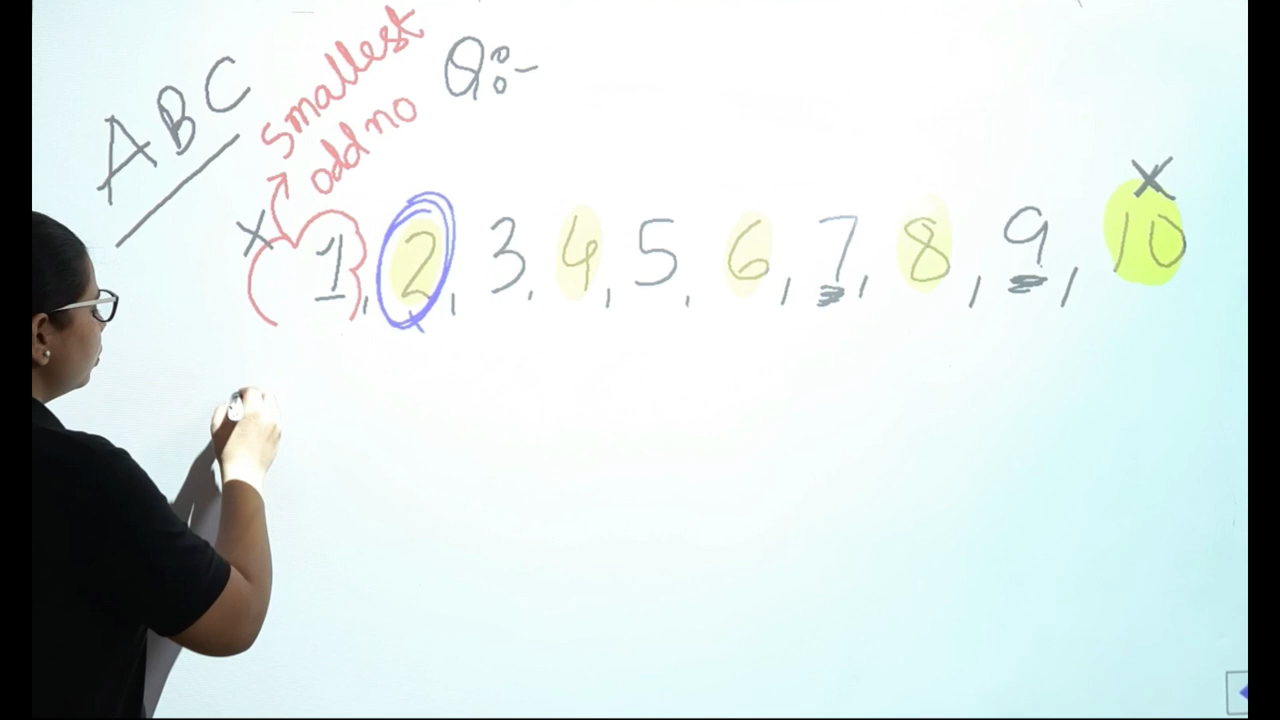 ABC
smallest
odd no
Q:-
x
x
1, 2, 3, 4, 5, 6, 7, 8, 9, 10